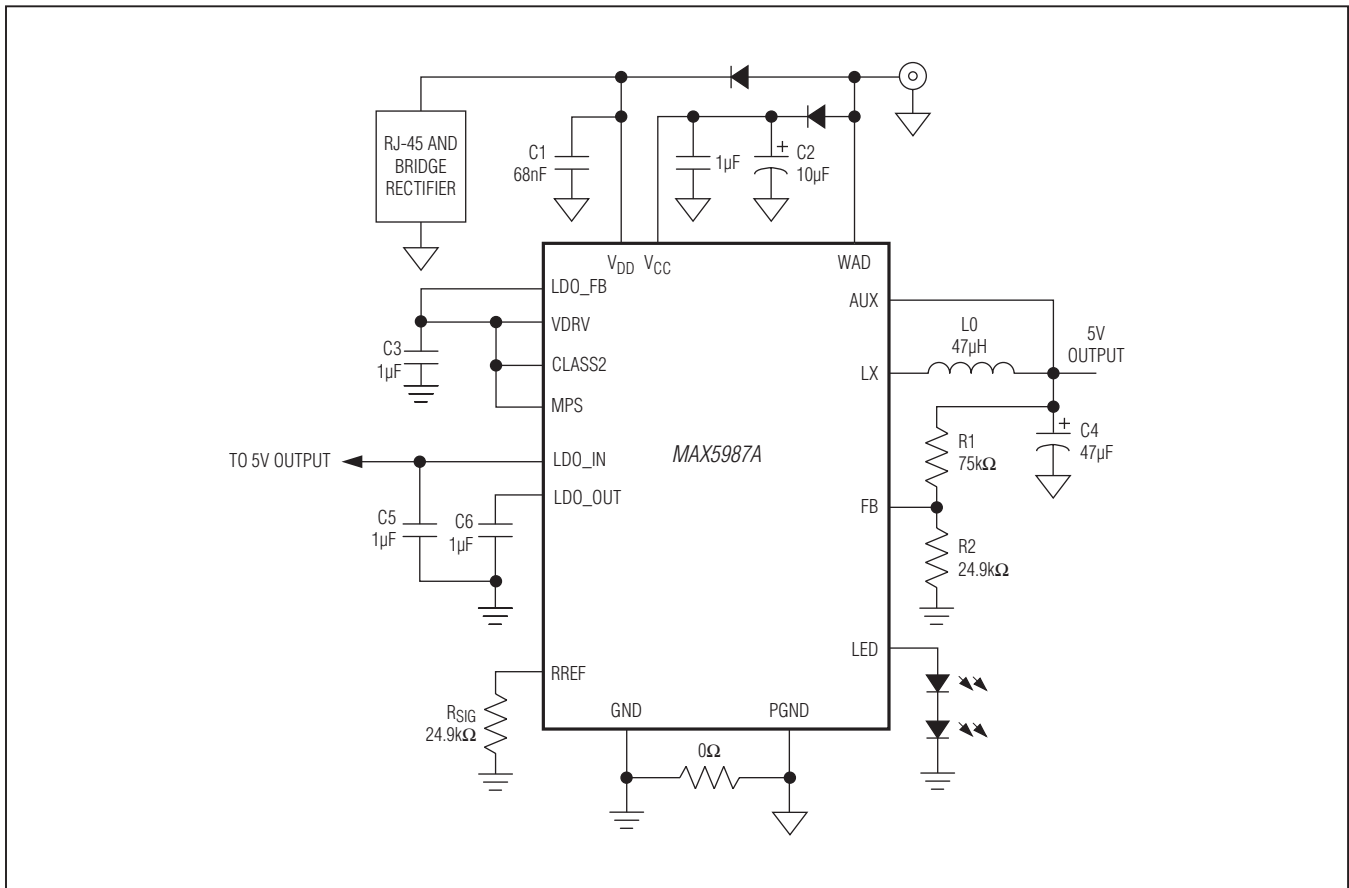 RJ-45 AND
BRIDGE
RECTIFIER
C1
68nF
1µF
+
C2
10µF
VDD
VCC
WAD
LDO_FB
VDRV
CLASS2
MPS
LDO_IN
LDO_OUT
RREF
GND
PGND
AUX
LX
FB
LED
MAX5987A
C3
1µF
TO 5V OUTPUT
C5
1µF
C6
1µF
RSIG
24.9kΩ
0Ω
L0
47µH
5V
OUTPUT
R1
75kΩ
+
C4
47µF
R2
24.9kΩ